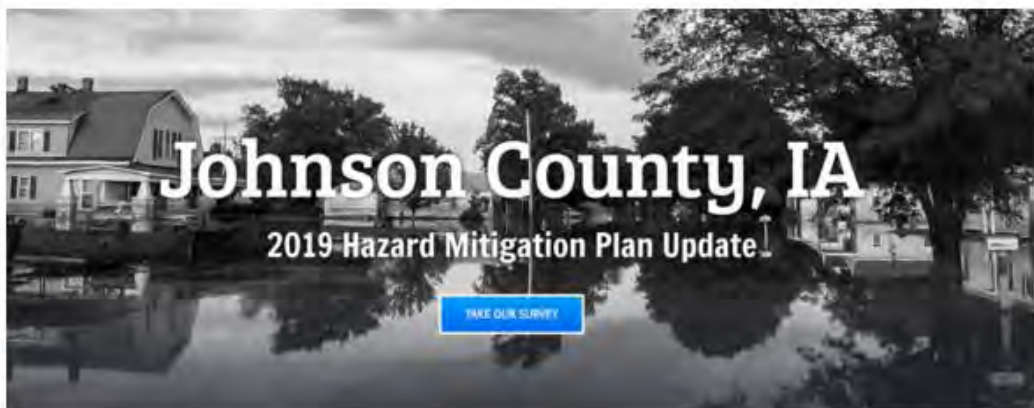 Johnson County, IA
2019 Hazard Mitigation Plan Update
TAKE OUR SURVEY